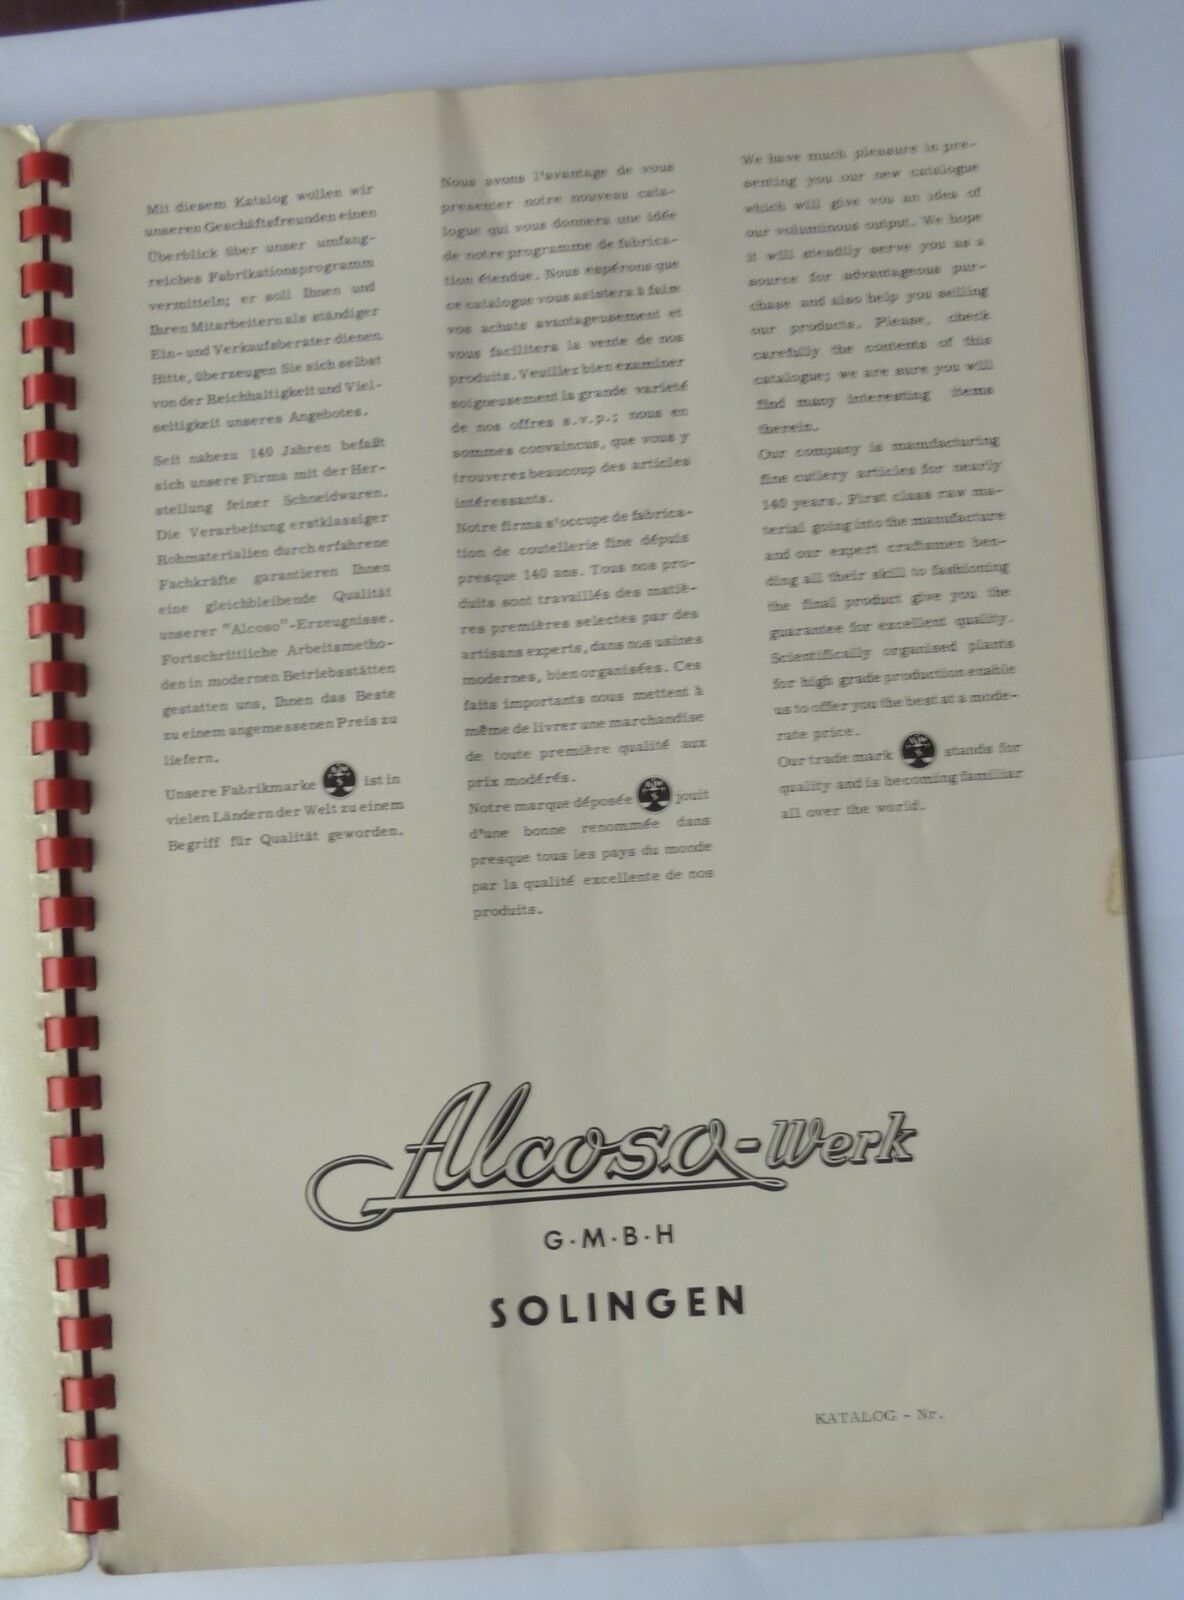 Mit diesem Katalog wollen wir
unseren Geschäftsfreunden einen
Überblick über unser umfang-
reiches Fabrikationsprogramm
vermitteln; er soll Ihnen und
Ihren Mitarbeitern als ständiger
Ein- und Verkaufsberater dienen.
Bitte, überzeugen Sie sich selbst
von der Reichhaltigkeit und Viel-
seitigkeit unseres Angebotes.
Seit nahezu 140 Jahren befaßt
sich unsere Firma mit der Her-
stellung feiner Schneidwaren.
Die Verarbeitung erstklassiger
Rohmaterialien durch erfahrene
Fachkräfte garantieren Ihnen
eine gleichbleibende Qualität
unserer "Alcoso"-Erzeugnisse.
Fortschrittliche Arbeitsmetho-
den in modernen Betriebsstätten
gestatten uns, Ihnen das Beste
zu einem angemessenen Preis zu
liefern.
Unsere Fabrikmarke ist in
vielen Ländern der Welt zu einem
Begriff für Qualität geworden.
Nous avons l'avantage de vous
presenter notre nouveau cata-
logue qui vous donnera une idée
de notre programme de fabrica-
tion étendue. Nous espérons que
ce catalogue vous asistera à faire
vos achats avantageusement et
vous facilitera la vente de nos
produits. Veuillez bien examiner
soigneusement la grande varieté
de nos offres s.v.p.; nous en
sommes convaincus, que vous y
trouverez beaucoup des articles
intéressants.
Notre firma s'occupe de fabrica-
tion de coutellerie fine dépuis
presque 140 ans. Tous nos pro-
duits sont travaillés des matiè-
res premières selectes par des
artisans experts, dans nos usines
modernes, bien organisées. Ces
faits importants nous mettent à
même de livrer une marchandise
de toute première qualité aux
prix modérés.
Notre marque déposée jouit
d'une bonne renommée dans
presque tous les pays du monde
par la qualité excellente de nos
produits.
We have much pleasure in pre-
senting you our new catalogue
which will give you an idea of
our voluminous output. We hope
it will steadily serve you as a
source for advantageous pur-
chase and also help you selling
our products. Please, check
carefully the contents of this
catalogue; we are sure you will
find many interesting items
therein.
Our company is manufacturing
fine cutlery articles for nearly
140 years. First class raw ma-
terial going into the manufacture
and our expert craftsmen ben-
ding all their skill to fashioning
the final product give you the
guarantee for excellent quality.
Scientifically organised plants
for high grade production enable
us to offer you the best at a mode-
rate price.
Our trade mark stands for
quality and is becoming familiar
all over the world.
Alcoso-Werk
G·M·B·H
SOLINGEN
KATALOG - Nr.